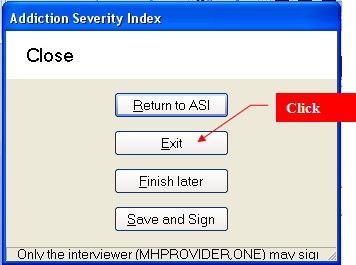 Addiction Severity Index
Close
Return to ASI
Click
Exit
Finish later
Save and Sign
Only the interviewer (MHPROVIDER,ONE) may sign